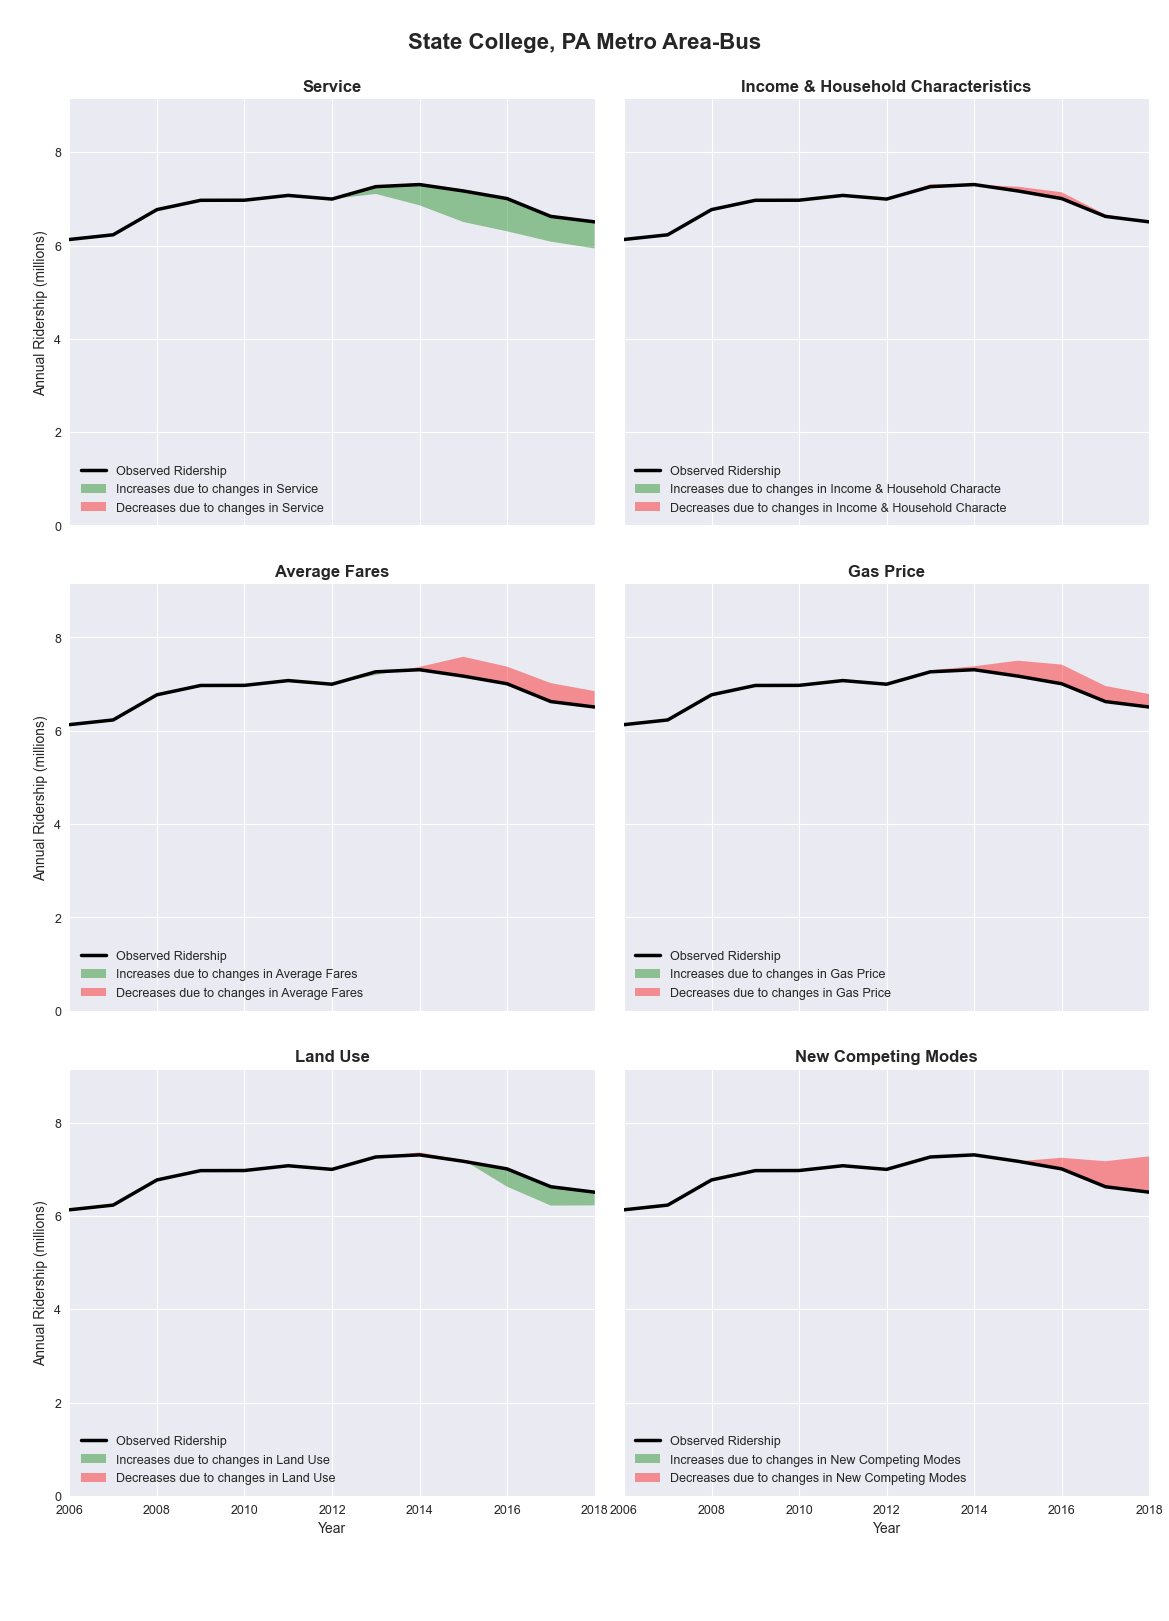 State College, PA Metro Area-Bus
Service
Annual Ridership (millions)
8
6
4
2
0
Observed Ridership
Increases due to changes in Service
Decreases due to changes in Service
Income & Household Characteristics
Observed Ridership
Increases due to changes in Income & Household Characte
Decreases due to changes in Income & Household Characte
Average Fares
Annual Ridership (millions)
8
6
4
2
0
Observed Ridership
Increases due to changes in Average Fares
Decreases due to changes in Average Fares
Gas Price
Observed Ridership
Increases due to changes in Gas Price
Decreases due to changes in Gas Price
Land Use
Annual Ridership (millions)
8
6
4
2
0
Observed Ridership
Increases due to changes in Land Use
Decreases due to changes in Land Use
2006 2008 2010 2012 2014 2016 2018
Year
New Competing Modes
Observed Ridership
Increases due to changes in New Competing Modes
Decreases due to changes in New Competing Modes
2006 2008 2010 2012 2014 2016 2018
Year